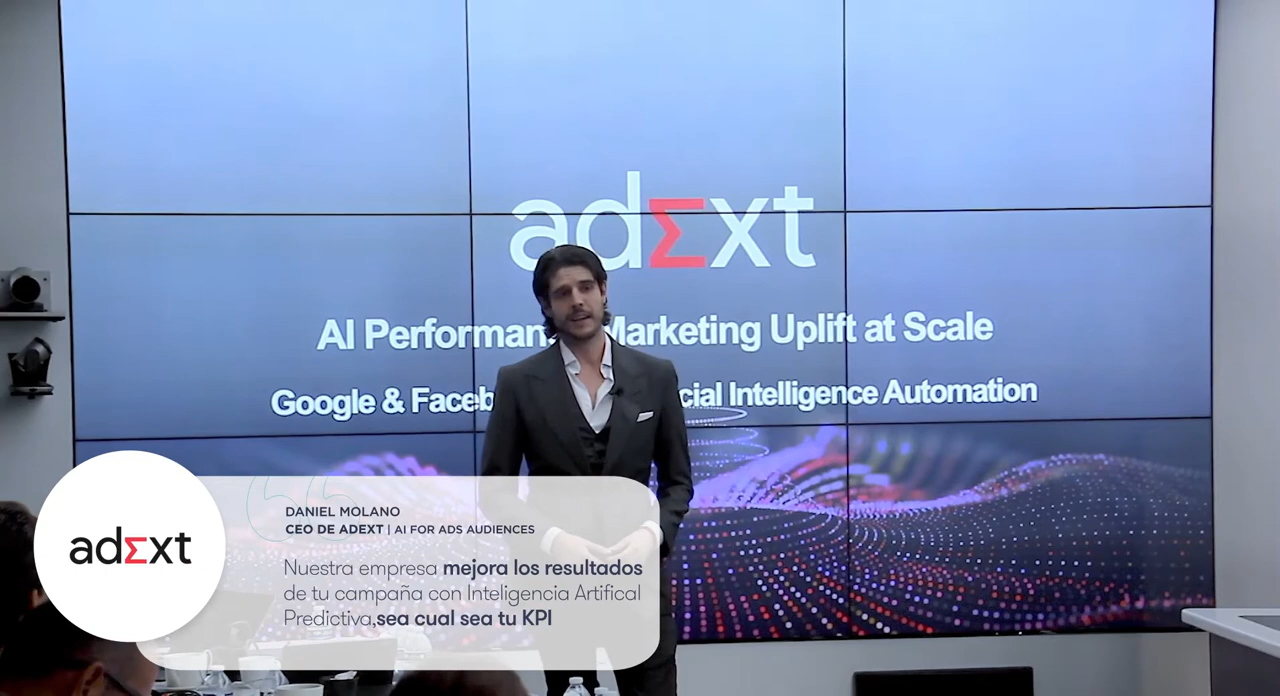 adΣxt
AI Performan Marketing Uplift at Scale
Google & Faceb cial Intelligence Automation
adΣxt
DANIEL MOLANO
CEO DE ADEXT | AI FOR ADS AUDIENCES
Nuestra empresa mejora los resultados
de tu campaña con Inteligencia Artifical
Predictiva,sea cual sea tu KPI